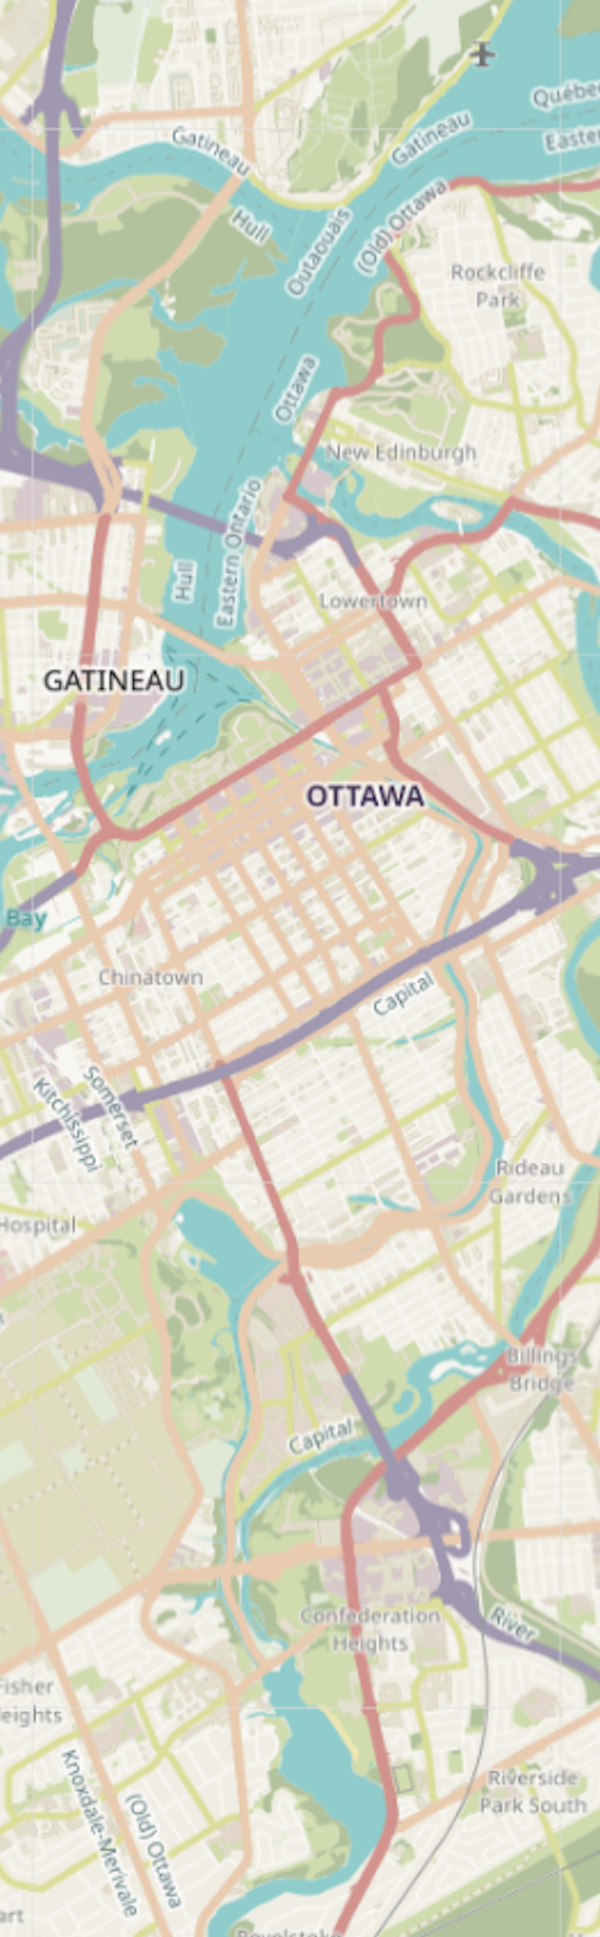 Québec
Gatineau
Gatineau
Eastern
Hull
(Old) Ottawa
Outaouais
Rockcliffe
Park
Ottawa
New Edinburgh
Eastern Ontario
Hull
Lowertown
GATINEAU
OTTAWA
Bay
Chinatown
Capital
Somerset
Kitchissippi
Rideau
Gardens
Hospital
Billings
Bridge
Capital
Confederation
Heights
River
Fisher
Heights
Knoxdale-Merivale
(Old) Ottawa
Riverside
Park South
art
Revelstoke